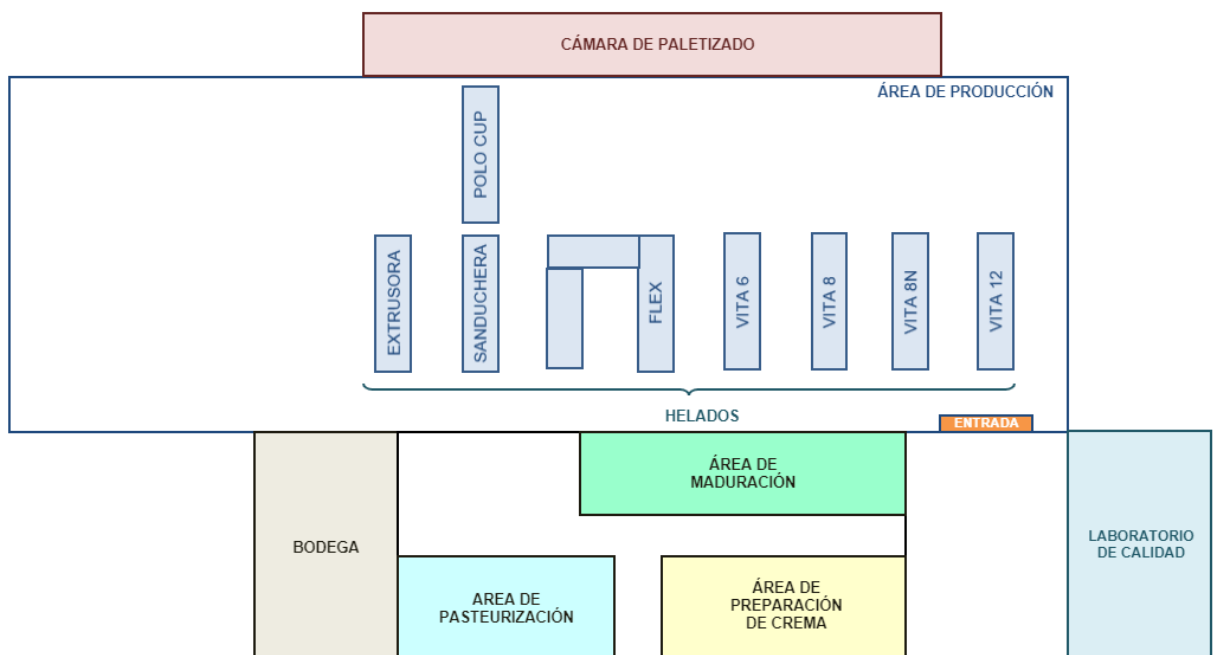 CÁMARA DE PALETIZADO
ÁREA DE PRODUCCIÓN
POLO CUP
EXTRUSORA
SANDUCHERA
FLEX
VITA 6
VITA 8
VITA 8N
VITA 12
HELADOS
ENTRADA
ÁREA DE
MADURACIÓN
BODEGA
LABORATORIO
DE CALIDAD
AREA DE
PASTEURIZACIÓN
ÁREA DE
PREPARACIÓN
DE CREMA